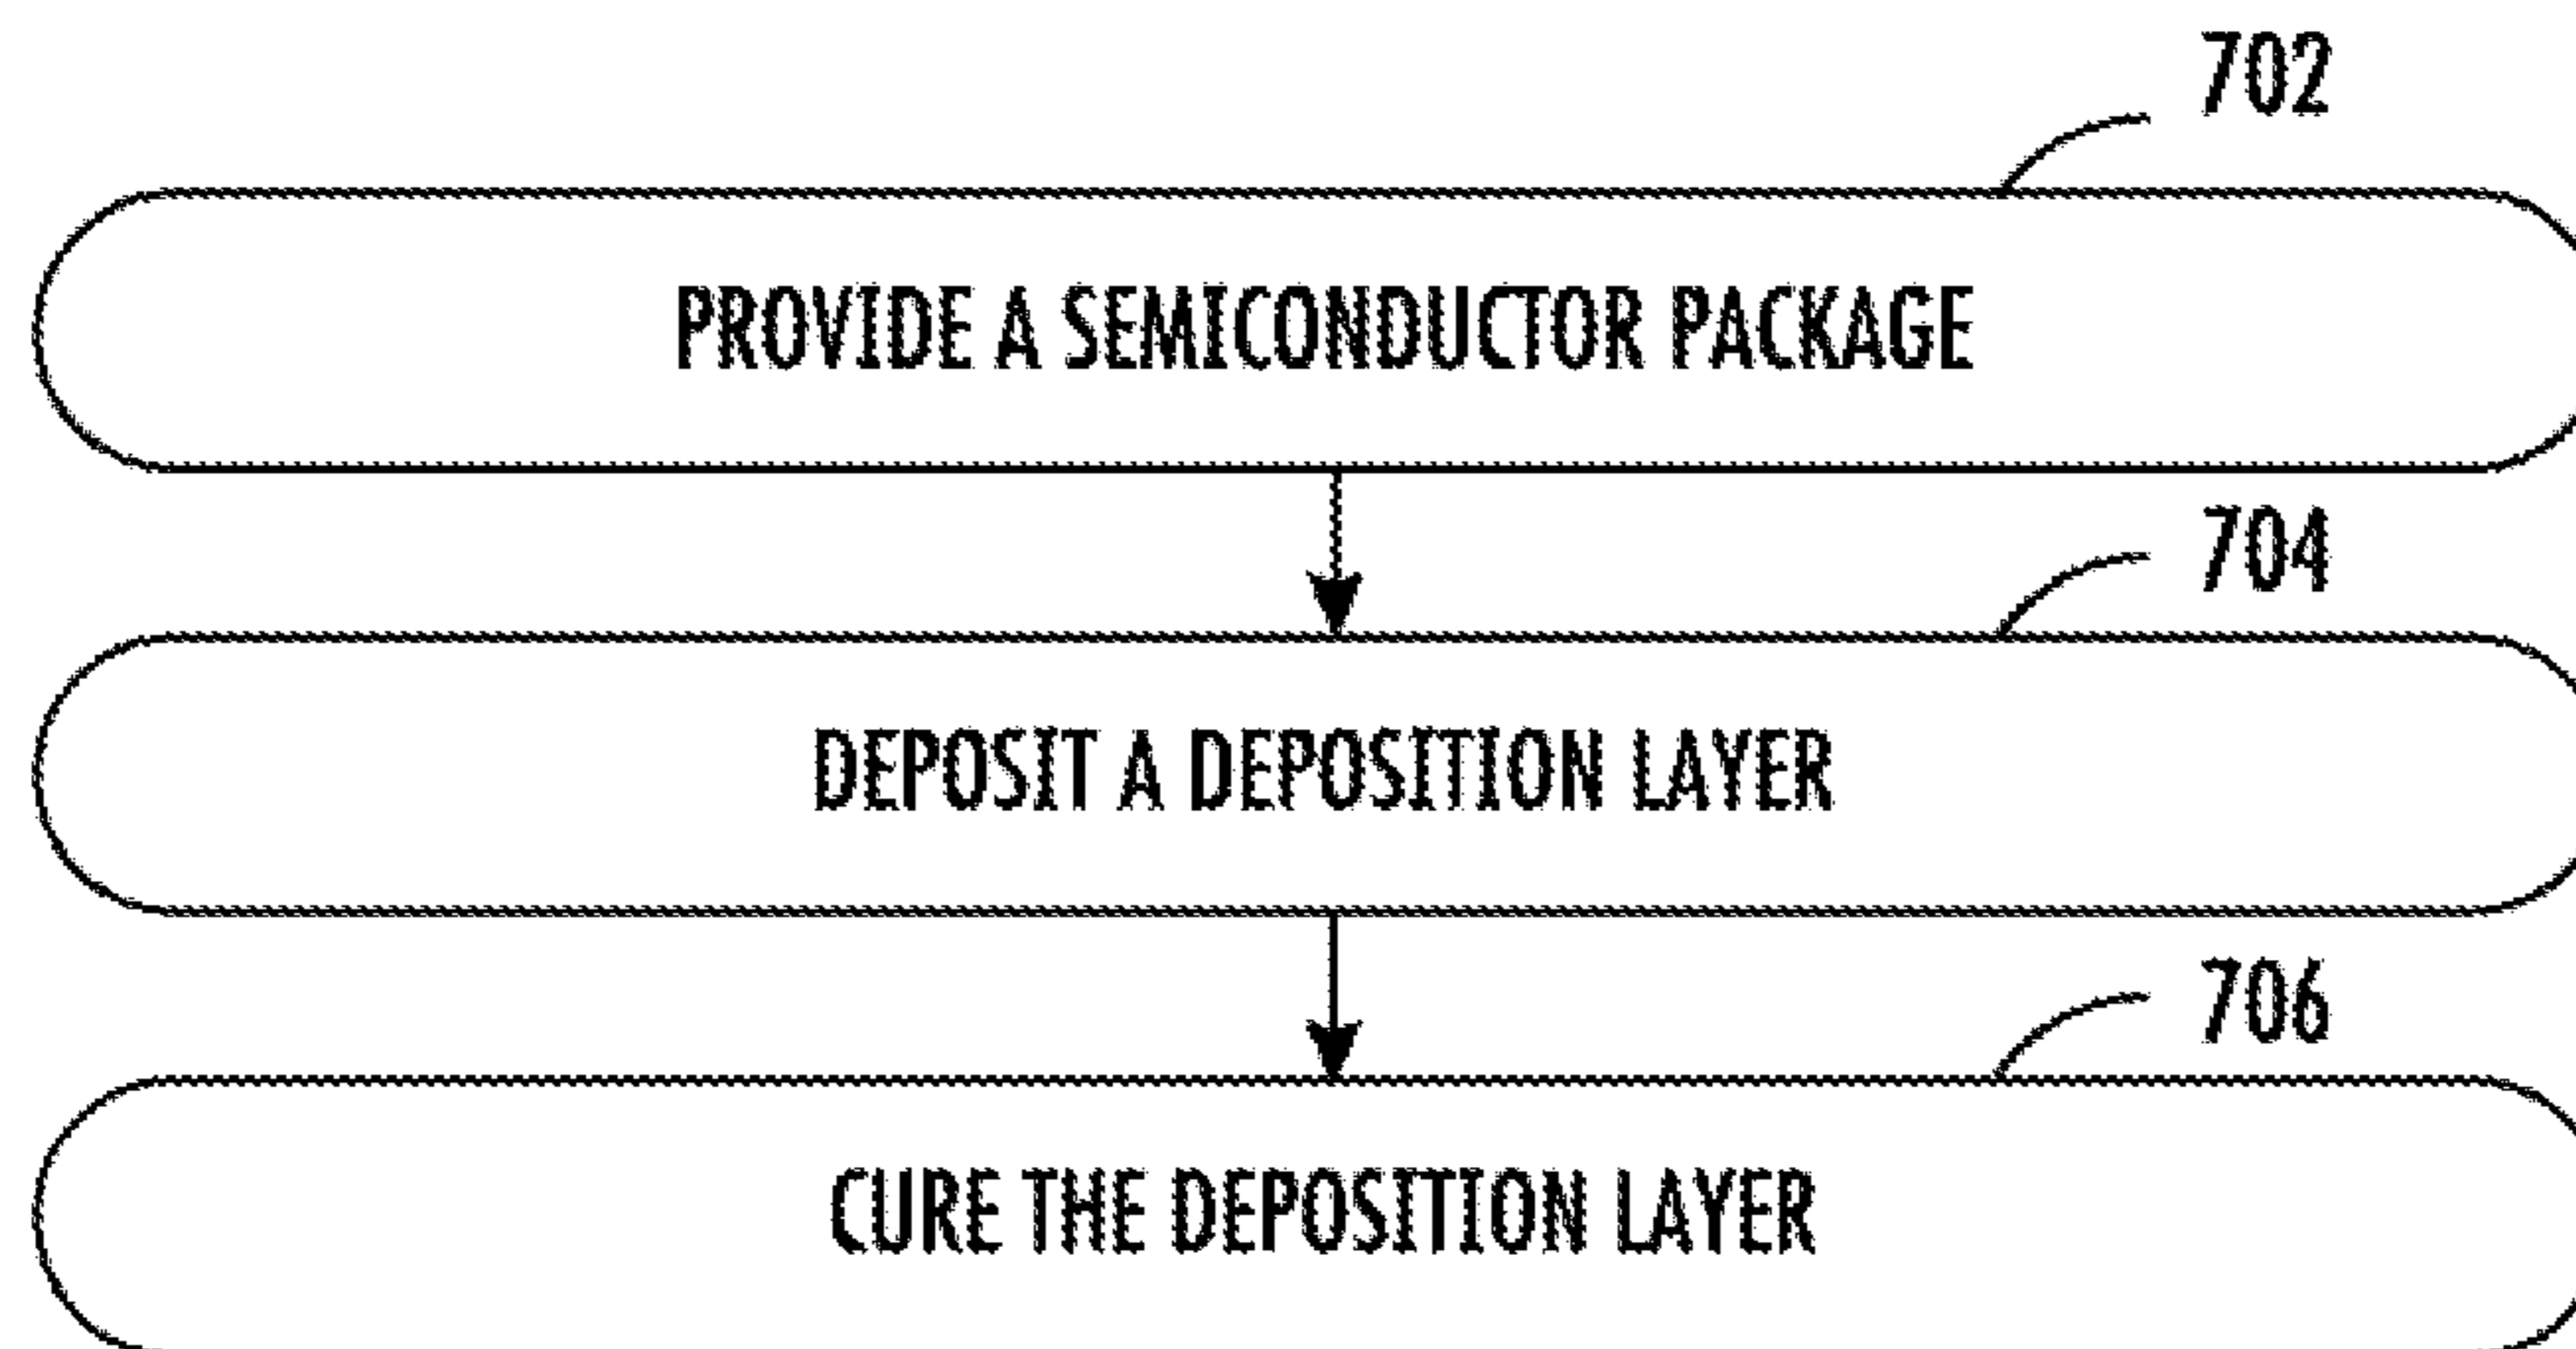 702
PROVIDE A SEMICONDUCTOR PACKAGE
704
DEPOSIT A DEPOSITION LAYER
706
CURE THE DEPOSITION LAYER